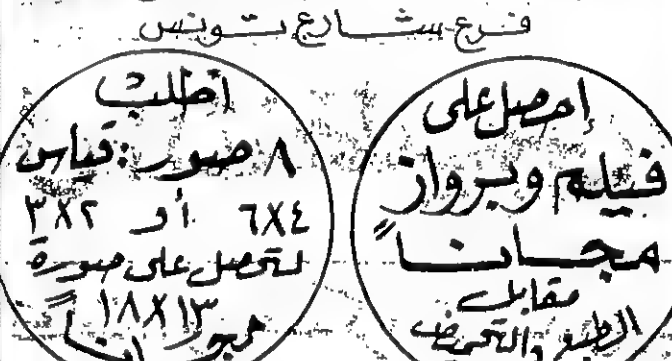 فرع شارع تونس
إحصل على
فيلم وبرواز
مجاناً
مقابل
الطبع والتحميض
أطلب
٨ صور: قياس
٦X٤ أو ٣X٢
لتحصل على صورة
١٨X١٣